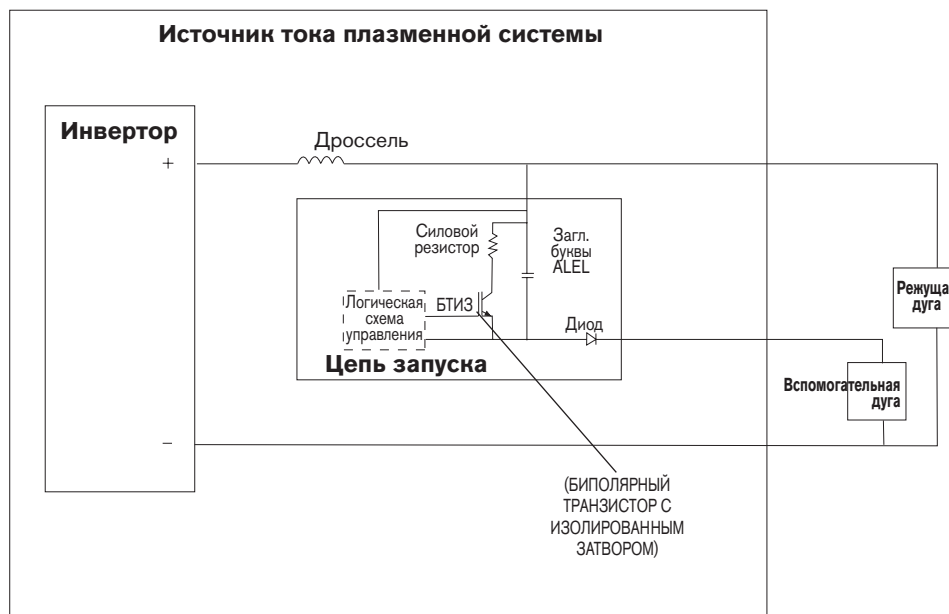 Источник тока плазменной системы
Инвертор
+
Дроссель
Силовой
резистор
Загл.
буквы
ALEL
Логическая
схема
управления
БТИЗ
Диод
Цепь запуска
Режуща
дуга
Вспомогательная
дуга
–
(БИПОЛЯРНЫЙ
ТРАНЗИСТОР С
ИЗОЛИРОВАННЫМ
ЗАТВОРОМ)